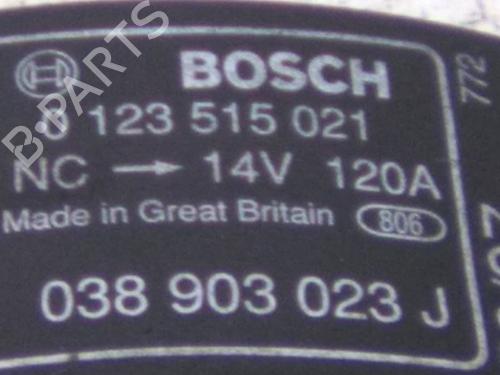 BOSCH
0 123 515 021
NC → 14V 120A
Made in Great Britain 806
038 903 023 J
772
B-PARTS